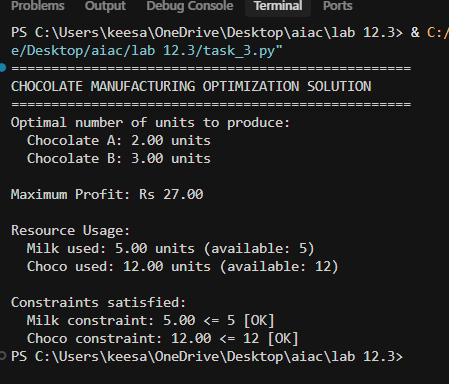 Problems Output Debug Console Terminal Ports
PS C:\Users\keesa\OneDrive\Desktop\aiac\lab 12.3> & C:/
e/Desktop/aiac/lab 12.3/task_3.py"
==================================================
CHOCOLATE MANUFACTURING OPTIMIZATION SOLUTION
==================================================
Optimal number of units to produce:
  Chocolate A: 2.00 units
  Chocolate B: 3.00 units
Maximum Profit: Rs 27.00
Resource Usage:
  Milk used: 5.00 units (available: 5)
  Choco used: 12.00 units (available: 12)
Constraints satisfied:
  Milk constraint: 5.00 <= 5 [OK]
  Choco constraint: 12.00 <= 12 [OK]
PS C:\Users\keesa\OneDrive\Desktop\aiac\lab 12.3>